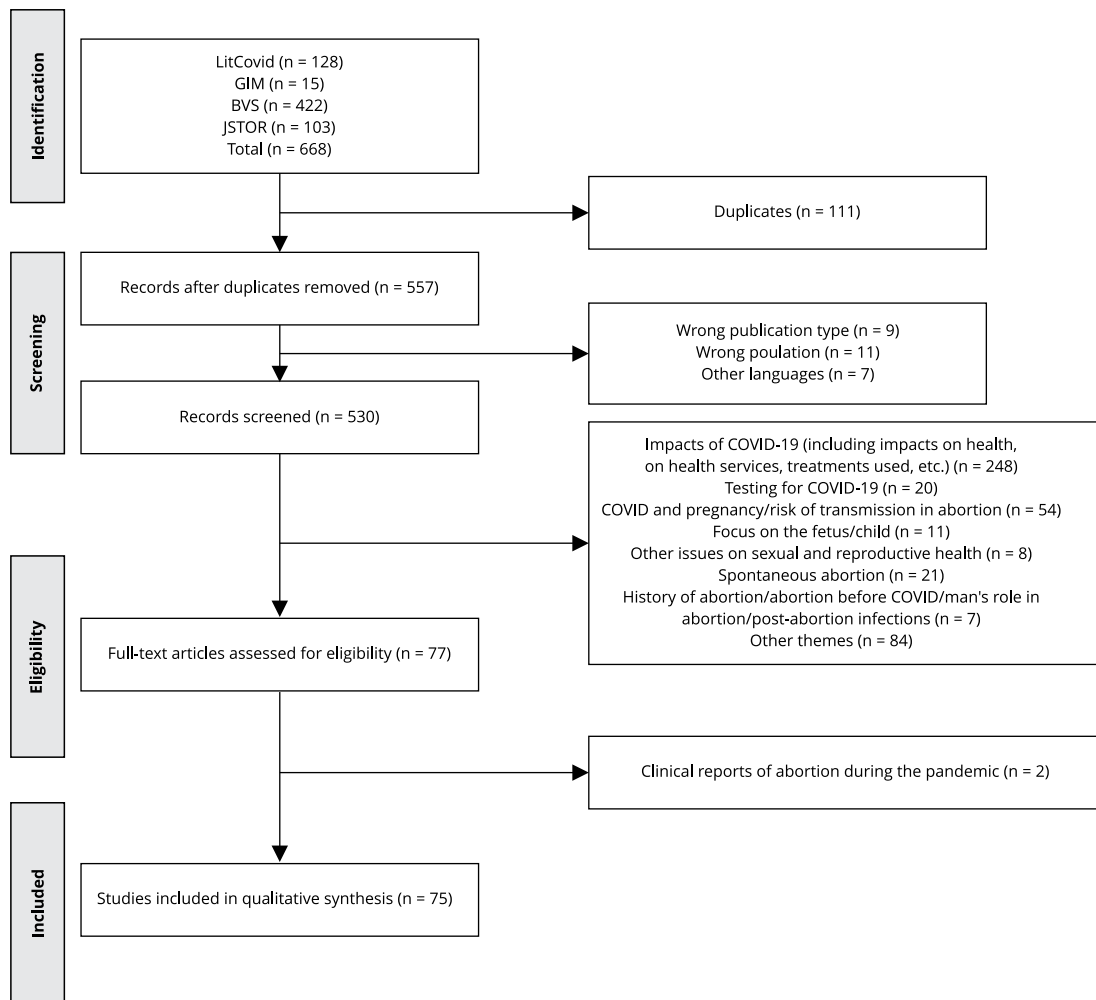 Identification
LitCovid (n = 128)
GIM (n = 15)
BVS (n = 422)
JSTOR (n = 103)
Total (n = 668)
Duplicates (n = 111)
Screening
Records after duplicates removed (n = 557)
Wrong publication type (n = 9)
Wrong poulation (n = 11)
Other languages (n = 7)
Records screened (n = 530)
Impacts of COVID-19 (including impacts on health,
on health services, treatments used, etc.) (n = 248)
Testing for COVID-19 (n = 20)
COVID and pregnancy/risk of transmission in abortion (n = 54)
Focus on the fetus/child (n = 11)
Other issues on sexual and reproductive health (n = 8)
Spontaneous abortion (n = 21)
History of abortion/abortion before COVID/man's role in
abortion/post-abortion infections (n = 7)
Other themes (n = 84)
Eligibility
Full-text articles assessed for eligibility (n = 77)
Clinical reports of abortion during the pandemic (n = 2)
Included
Studies included in qualitative synthesis (n = 75)